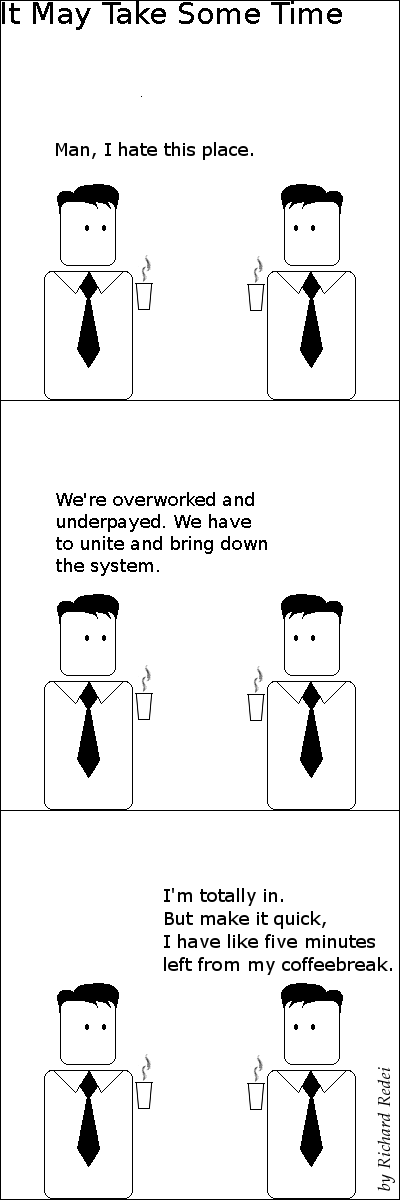 It May Take Some Time
Man, I hate this place.
We're overworked and
underpayed. We have
to unite and bring down
the system.
I'm totally in.
But make it quick,
I have like five minutes
left from my coffeebreak.
by Richard Redei